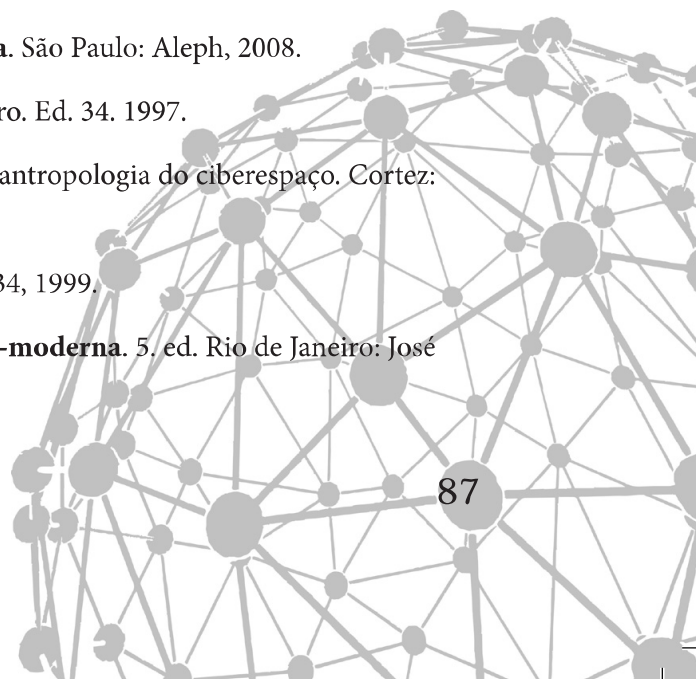 a. São Paulo: Aleph, 2008.
ro. Ed. 34. 1997.
antropologia do ciberespaço. Cortez:
34, 1999.
-moderna. 5. ed. Rio de Janeiro: José
87